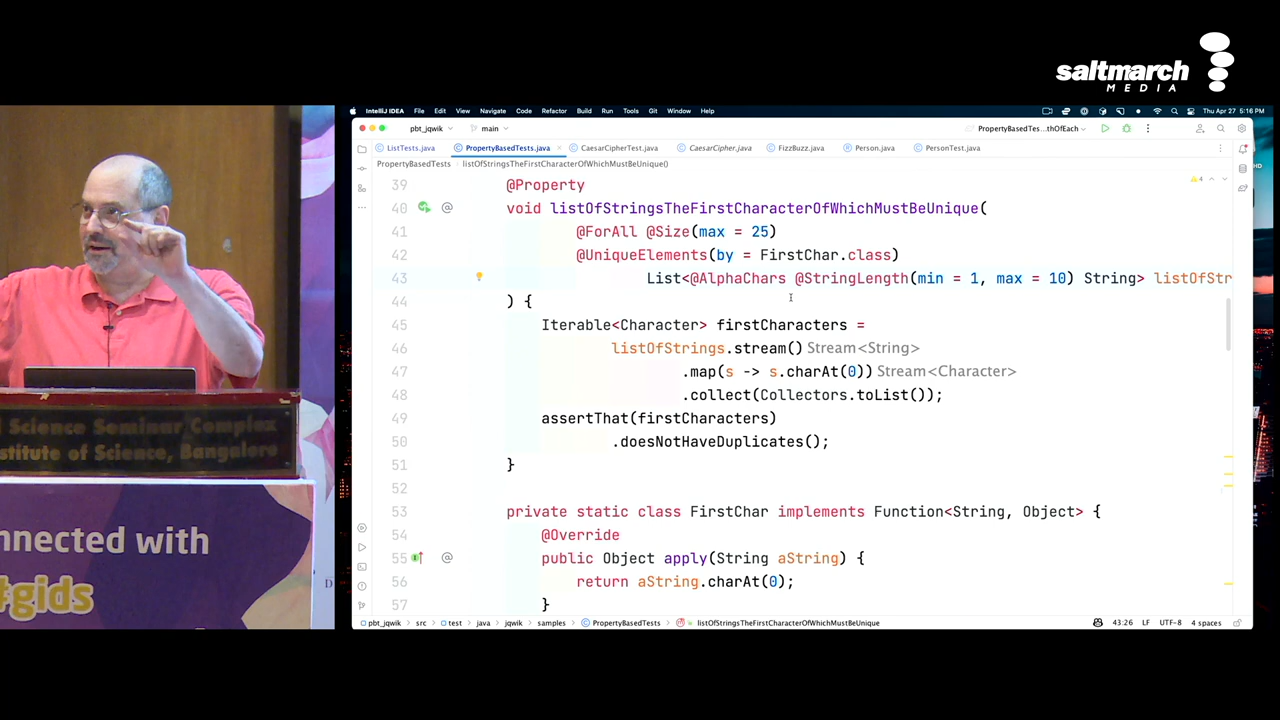 saltmarch
MEDIA
IntelliJ IDEA File Edit View Navigate Code Refactor Build Run Tools Git Window Help
Thu Apr 27 5:16 PM
pbt_jqwik main
PropertyBasedTes...thOfEach
ListTests.java PropertyBasedTests.java CaesarCipherTest.java CaesarCipher.java FizzBuzz.java Person.java PersonTest.java
PropertyBasedTests listOfStringsTheFirstCharacterOfWhichMustBeUnique()
4
39 @Property
40 void listOfStringsTheFirstCharacterOfWhichMustBeUnique(
41 @ForAll @Size(max = 25)
42 @UniqueElements(by = FirstChar.class)
43 List<@AlphaChars @StringLength(min = 1, max = 10) String> listOfStr
44 ) {
45 Iterable<Character> firstCharacters =
46 listOfStrings.stream() Stream<String>
47 .map(s -> s.charAt(0)) Stream<Character>
48 .collect(Collectors.toList());
49 assertThat(firstCharacters)
50 .doesNotHaveDuplicates();
51 }
52
53 private static class FirstChar implements Function<String, Object> {
54 @Override
55 public Object apply(String aString) {
56 return aString.charAt(0);
57 }
pbt_jqwik src test java jqwik samples PropertyBasedTests listOfStringsTheFirstCharacterOfWhichMustBeUnique
43:26 LF UTF-8 4 spaces
Science Seminar Complex
stitute of Science, Bangalore
nnected with
#gids